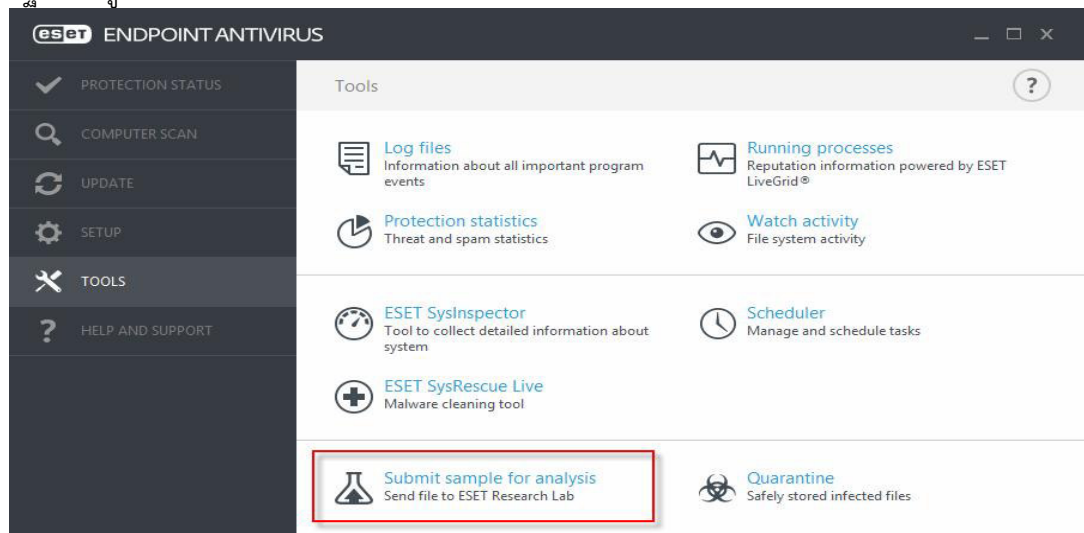 eset ENDPOINT ANTIVIRUS
PROTECTION STATUS
COMPUTER SCAN
UPDATE
SETUP
TOOLS
HELP AND SUPPORT
Tools
?
Log files
Information about all important program
events
Running processes
Reputation information powered by ESET
LiveGrid®
Protection statistics
Threat and spam statistics
Watch activity
File system activity
ESET SysInspector
Tool to collect detailed information about
system
Scheduler
Manage and schedule tasks
ESET SysRescue Live
Malware cleaning tool
Submit sample for analysis
Send file to ESET Research Lab
Quarantine
Safely stored infected files